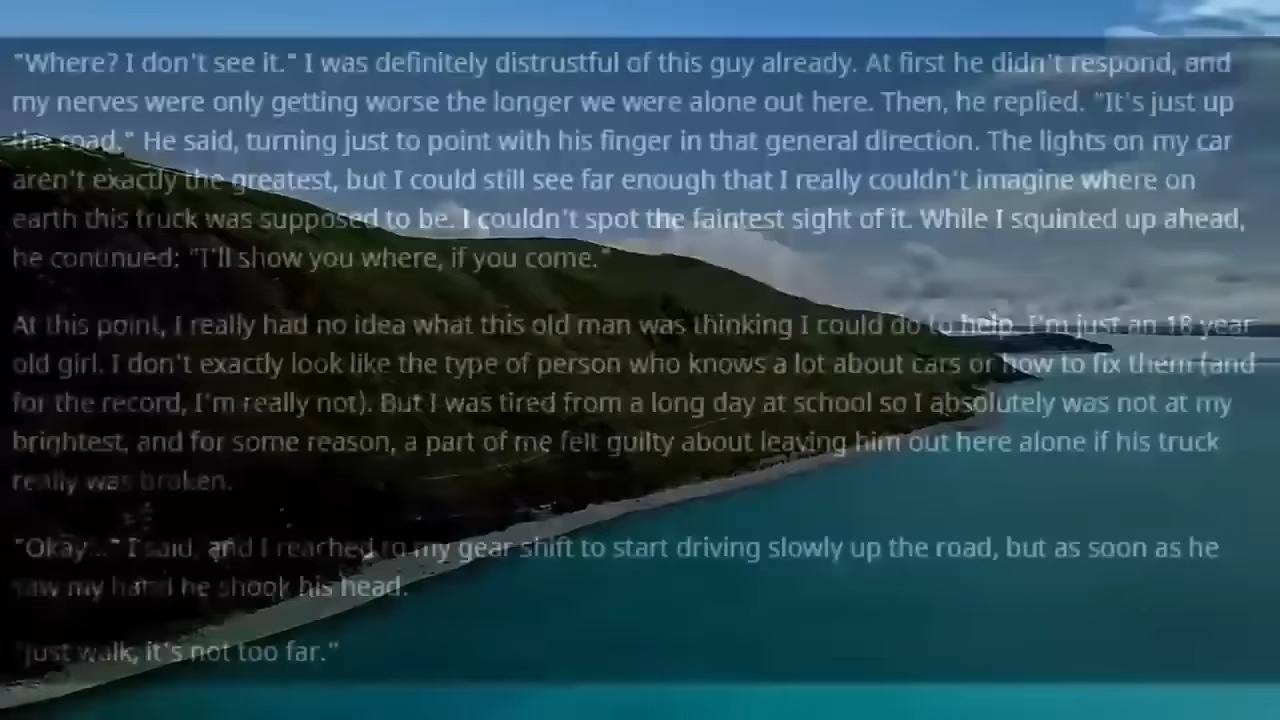 "Where? I don't see it." I was definitely distrustful of this guy already. At first he didn't respond, and
my nerves were only getting worse the longer we were alone out here. Then, he replied. "It's just up
the road." He said, turning just to point with his finger in that general direction. The lights on my car
aren't exactly the greatest, but I could still see far enough that I really couldn't imagine where on
earth this truck was supposed to be. I couldn't spot the faintest sight of it. While I squinted up ahead,
he continued: "I'll show you where, if you come."
At this point, I really had no idea what this old man was thinking I could do to help. I'm just an 18 year
old girl. I don't exactly look like the type of person who knows a lot about cars or how to fix them (and
for the record, I'm really not). But I was tired from a long day at school so I absolutely was not at my
brightest, and for some reason, a part of me felt guilty about leaving him out here alone if his truck
really was broken.
"Okay..." I said, and I reached to my gear shift to start driving slowly up the road, but as soon as he
saw my hand he shook his head.
"Just walk, it's not too far."